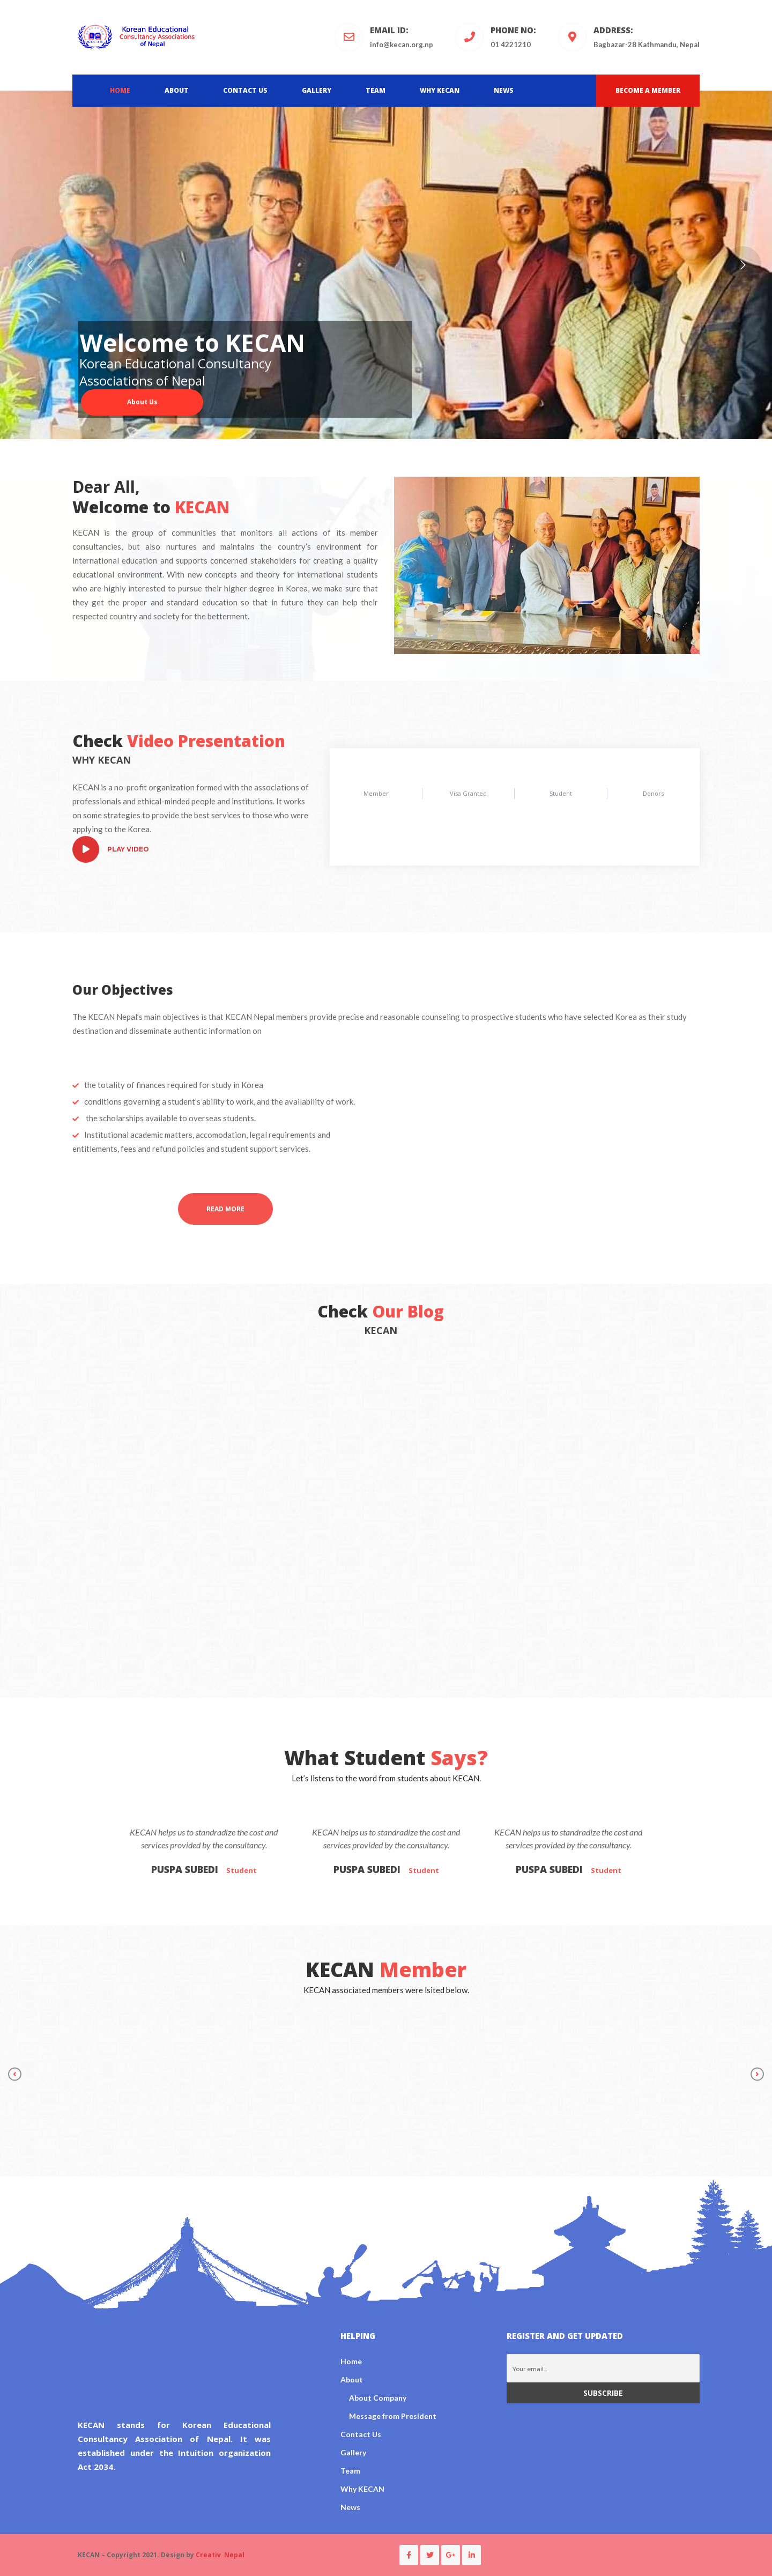 Korean Educational
Consultancy Associations
of Nepal
EMAIL ID:
info@kecan.org.np
PHONE NO:
01 4221210
ADDRESS:
Bagbazar-28 Kathmandu, Nepal
HOME ABOUT CONTACT US GALLERY TEAM WHY KECAN NEWS BECOME A MEMBER
Welcome to KECAN
Korean Educational Consultancy
Associations of Nepal
About Us
Dear All,
Welcome to KECAN
KECAN is the group of communities that monitors all actions of its member
consultancies, but also nurtures and maintains the country's environment for
international education and supports concerned stakeholders for creating a quality
educational environment. With new concepts and theory for international students
who are highly interested to pursue their higher degree in Korea, we make sure that
they get the proper and standard education so that in future they can help their
respected country and society for the betterment.
Check Video Presentation
WHY KECAN
KECAN is a no-profit organization formed with the associations of
professionals and ethical-minded people and institutions. It works
on some strategies to provide the best services to those who were
applying to the Korea.
PLAY VIDEO
Member Visa Granted Student Donors
Our Objectives
The KECAN Nepal's main objectives is that KECAN Nepal members provide precise and reasonable counseling to prospective students who have selected Korea as their study
destination and disseminate authentic information on
the totality of finances required for study in Korea
conditions governing a student's ability to work, and the availability of work.
the scholarships available to overseas students.
Institutional academic matters, accomodation, legal requirements and
entitlements, fees and refund policies and student support services.
READ MORE
Check Our Blog
KECAN
What Student Says?
Let's listens to the word from students about KECAN.
KECAN helps us to standradize the cost and
services provided by the consultancy.
PUSPA SUBEDI Student
KECAN helps us to standradize the cost and
services provided by the consultancy.
PUSPA SUBEDI Student
KECAN helps us to standradize the cost and
services provided by the consultancy.
PUSPA SUBEDI Student
KECAN Member
KECAN associated members were lsited below.
KECAN stands for Korean Educational
Consultancy Association of Nepal. It was
established under the Intuition organization
Act 2034.
HELPING
Home
About
About Company
Message from President
Contact Us
Gallery
Team
Why KECAN
News
REGISTER AND GET UPDATED
Your email..
SUBSCRIBE
KECAN – Copyright 2021. Design by Creativ Nepal